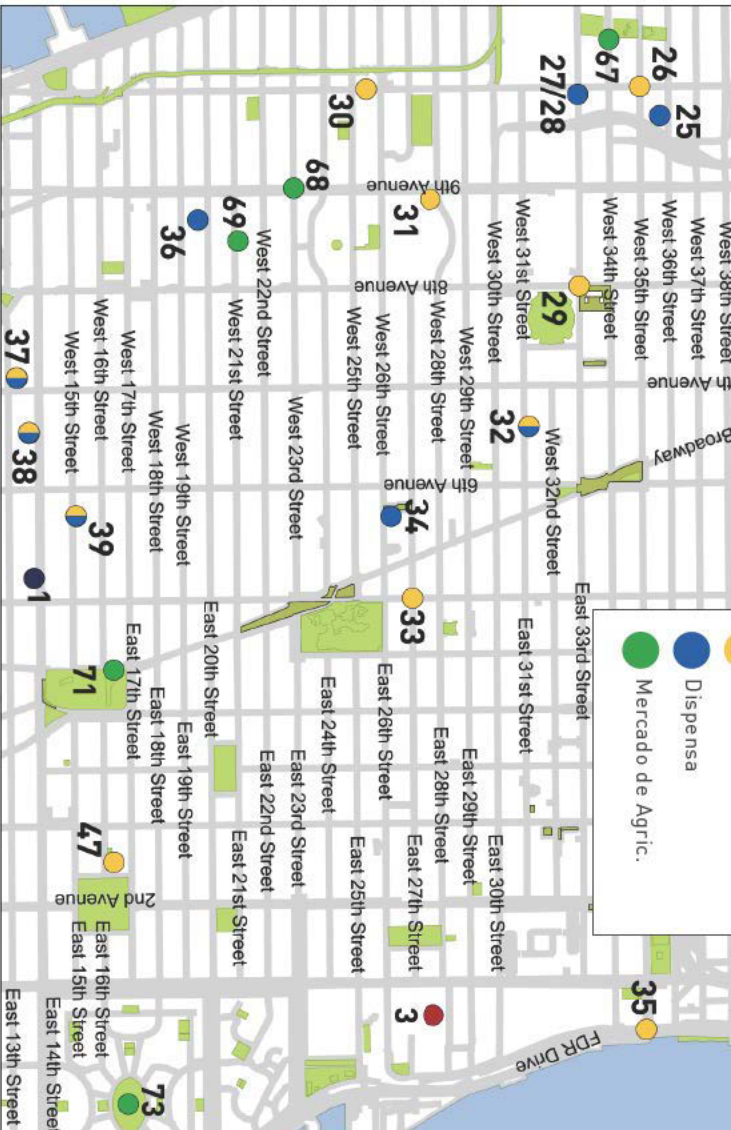 26
67
25
27/28
30
68
9th Avenue
31
69
36
West 38th Street
West 37th Street
West 36th Street
West 35th Street
West 34th Street
West 31st Street
West 30th Street
West 22nd Street
8th Avenue
29
West 29th Street
West 28th Street
West 26th Street
West 25th Street
West 21st Street
West 17th Street
West 16th Street
West 15th Street
37
Avenue
32
Broadway
West 32nd Street
West 23rd Street
West 19th Street
West 18th Street
38
6th Avenue
34
39
33
1
East 33rd Street
East 31st Street
Dispensa
Mercado de Agric.
East 20th Street
East 17th Street
71
East 26th Street
East 24th Street
East 18th Street
East 19th Street
East 28th Street
East 29th Street
East 23rd Street
East 22nd Street
47
East 30th Street
East 27th Street
East 25th Street
East 21st Street
2nd Avenue
East 16th Street
East 15th Street
35
3
FDR Drive
East 14th Street
East 13th Street
73